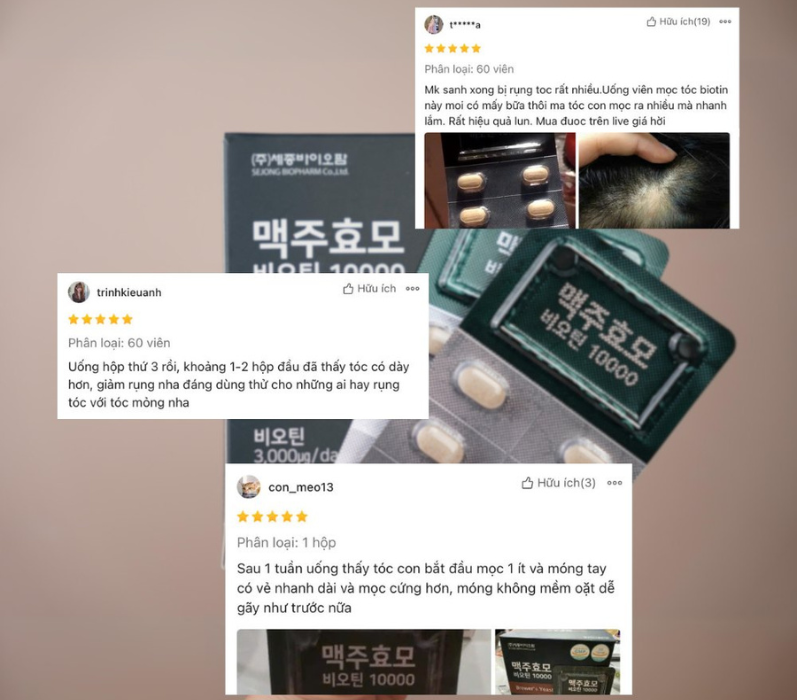 t*****a
Hữu ích(19)
Phân loại: 60 viên
Mk sanh xong bị rụng toc rất nhiều.Uống viên mọc tóc biotin
này moi có mấy bữa thôi ma tóc con mọc ra nhiều mà nhanh
lắm. Rất hiệu quả lun. Mua đuoc trên live giá hời
(주)세종바이오팜
SEJONG BIOPHARM Co.,Ltd.
맥주효모
비오틴 10000
맥주효모
비오틴 10000
trinhkieuanh
Hữu ích
Phân loại: 60 viên
Uống hộp thứ 3 rồi, khoảng 1-2 hộp đầu đã thấy tóc có dày
hơn, giảm rụng nha đáng dùng thử cho những ai hay rụng
tóc với tóc mỏng nha
비오틴
3,000µg/da
con_meo13
Hữu ích(3)
Phân loại: 1 hộp
Sau 1 tuần uống thấy tóc con bắt đầu mọc 1 ít và móng tay
có vẻ nhanh dài và mọc cứng hơn, móng không mềm oặt dễ
gãy như trước nữa
맥주효모
비오틴 10000
맥주효모
비오틴 10000
맥주효모
비오틴 10000